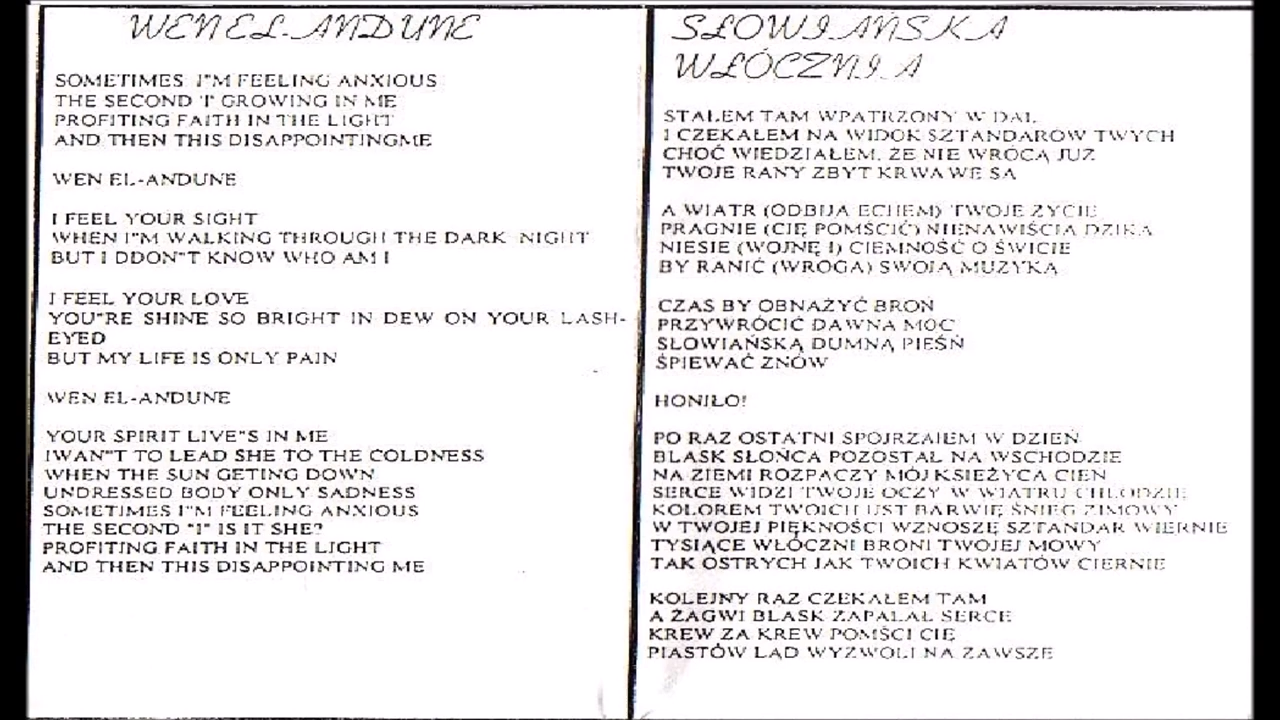 WEN EL-ANDUNE
SOMETIMES I"M FEELING ANXIOUS
THE SECOND "I" GROWING IN ME
PROFITING FAITH IN THE LIGHT
AND THEN THIS DISAPPOINTINGME
WEN EL-ANDUNE
I FEEL YOUR SIGHT
WHEN I"M WALKING THROUGH THE DARK NIGHT
BUT I DDON"T KNOW WHO AM I
I FEEL YOUR LOVE
YOU"RE SHINE SO BRIGHT IN DEW ON YOUR LASH-
EYED
BUT MY LIFE IS ONLY PAIN
WEN EL-ANDUNE
YOUR SPIRIT LIVE"S IN ME
IWAN"T TO LEAD SHE TO THE COLDNESS
WHEN THE SUN GETING DOWN
UNDRESSED BODY ONLY SADNESS
SOMETIMES I"M FEELING ANXIOUS
THE SECOND "I" IS IT SHE?
PROFITING FAITH IN THE LIGHT
AND THEN THIS DISAPPOINTING ME
SŁOWIAŃSKA
WŁÓCZNIA
STAŁEM TAM WPATRZONY W DAL
I CZEKAŁEM NA WIDOK SZTANDARÓW TWYCH
CHOĆ WIEDZIAŁEM, ŻE NIE WRÓCĄ JUŻ
TWOJE RANY ZBYT KRWAWE SĄ
A WIATR (ODBIJA ECHEM) TWOJE ŻYCIE
PRAGNIE (CIĘ POMŚCIĆ) NIENAWIŚCIĄ DZIKĄ
NIESIE (WOJNĘ I) CIEMNOŚĆ O ŚWICIE
BY RANIĆ (WROGA) SWOJĄ MUZYKĄ
CZAS BY OBNAŻYĆ BROŃ
PRZYWRÓCIĆ DAWNA MOC
SŁOWIAŃSKĄ DUMNĄ PIEŚŃ
ŚPIEWAĆ ZNÓW
HONIŁO!
PO RAZ OSTATNI SPOJRZAŁEM W DZIEŃ
BLASK SŁOŃCA POZOSTAŁ NA WSCHODZIE
NA ZIEMI ROZPACZY MÓJ KSIĘŻYCA CIEŃ
SERCE WIDZI TWOJE OCZY W WIATRU CHŁODZIE
KOLOREM TWOICH UST BARWIĘ ŚNIEG ZIMOWY
W TWOJEJ PIĘKNOŚCI WZNOSZĘ SZTANDAR WIERNIE
TYSIĄCE WŁÓCZNI BRONI TWOJEJ MOWY
TAK OSTRYCH JAK TWOICH KWIATÓW CIERNIE
KOLEJNY RAZ CZEKAŁEM TAM
A ŻAGWI BLASK ZAPALAŁ SERCE
KREW ZA KREW POMŚCI CIĘ
PIASTÓW LĄD WYZWOLI NA ZAWSZE